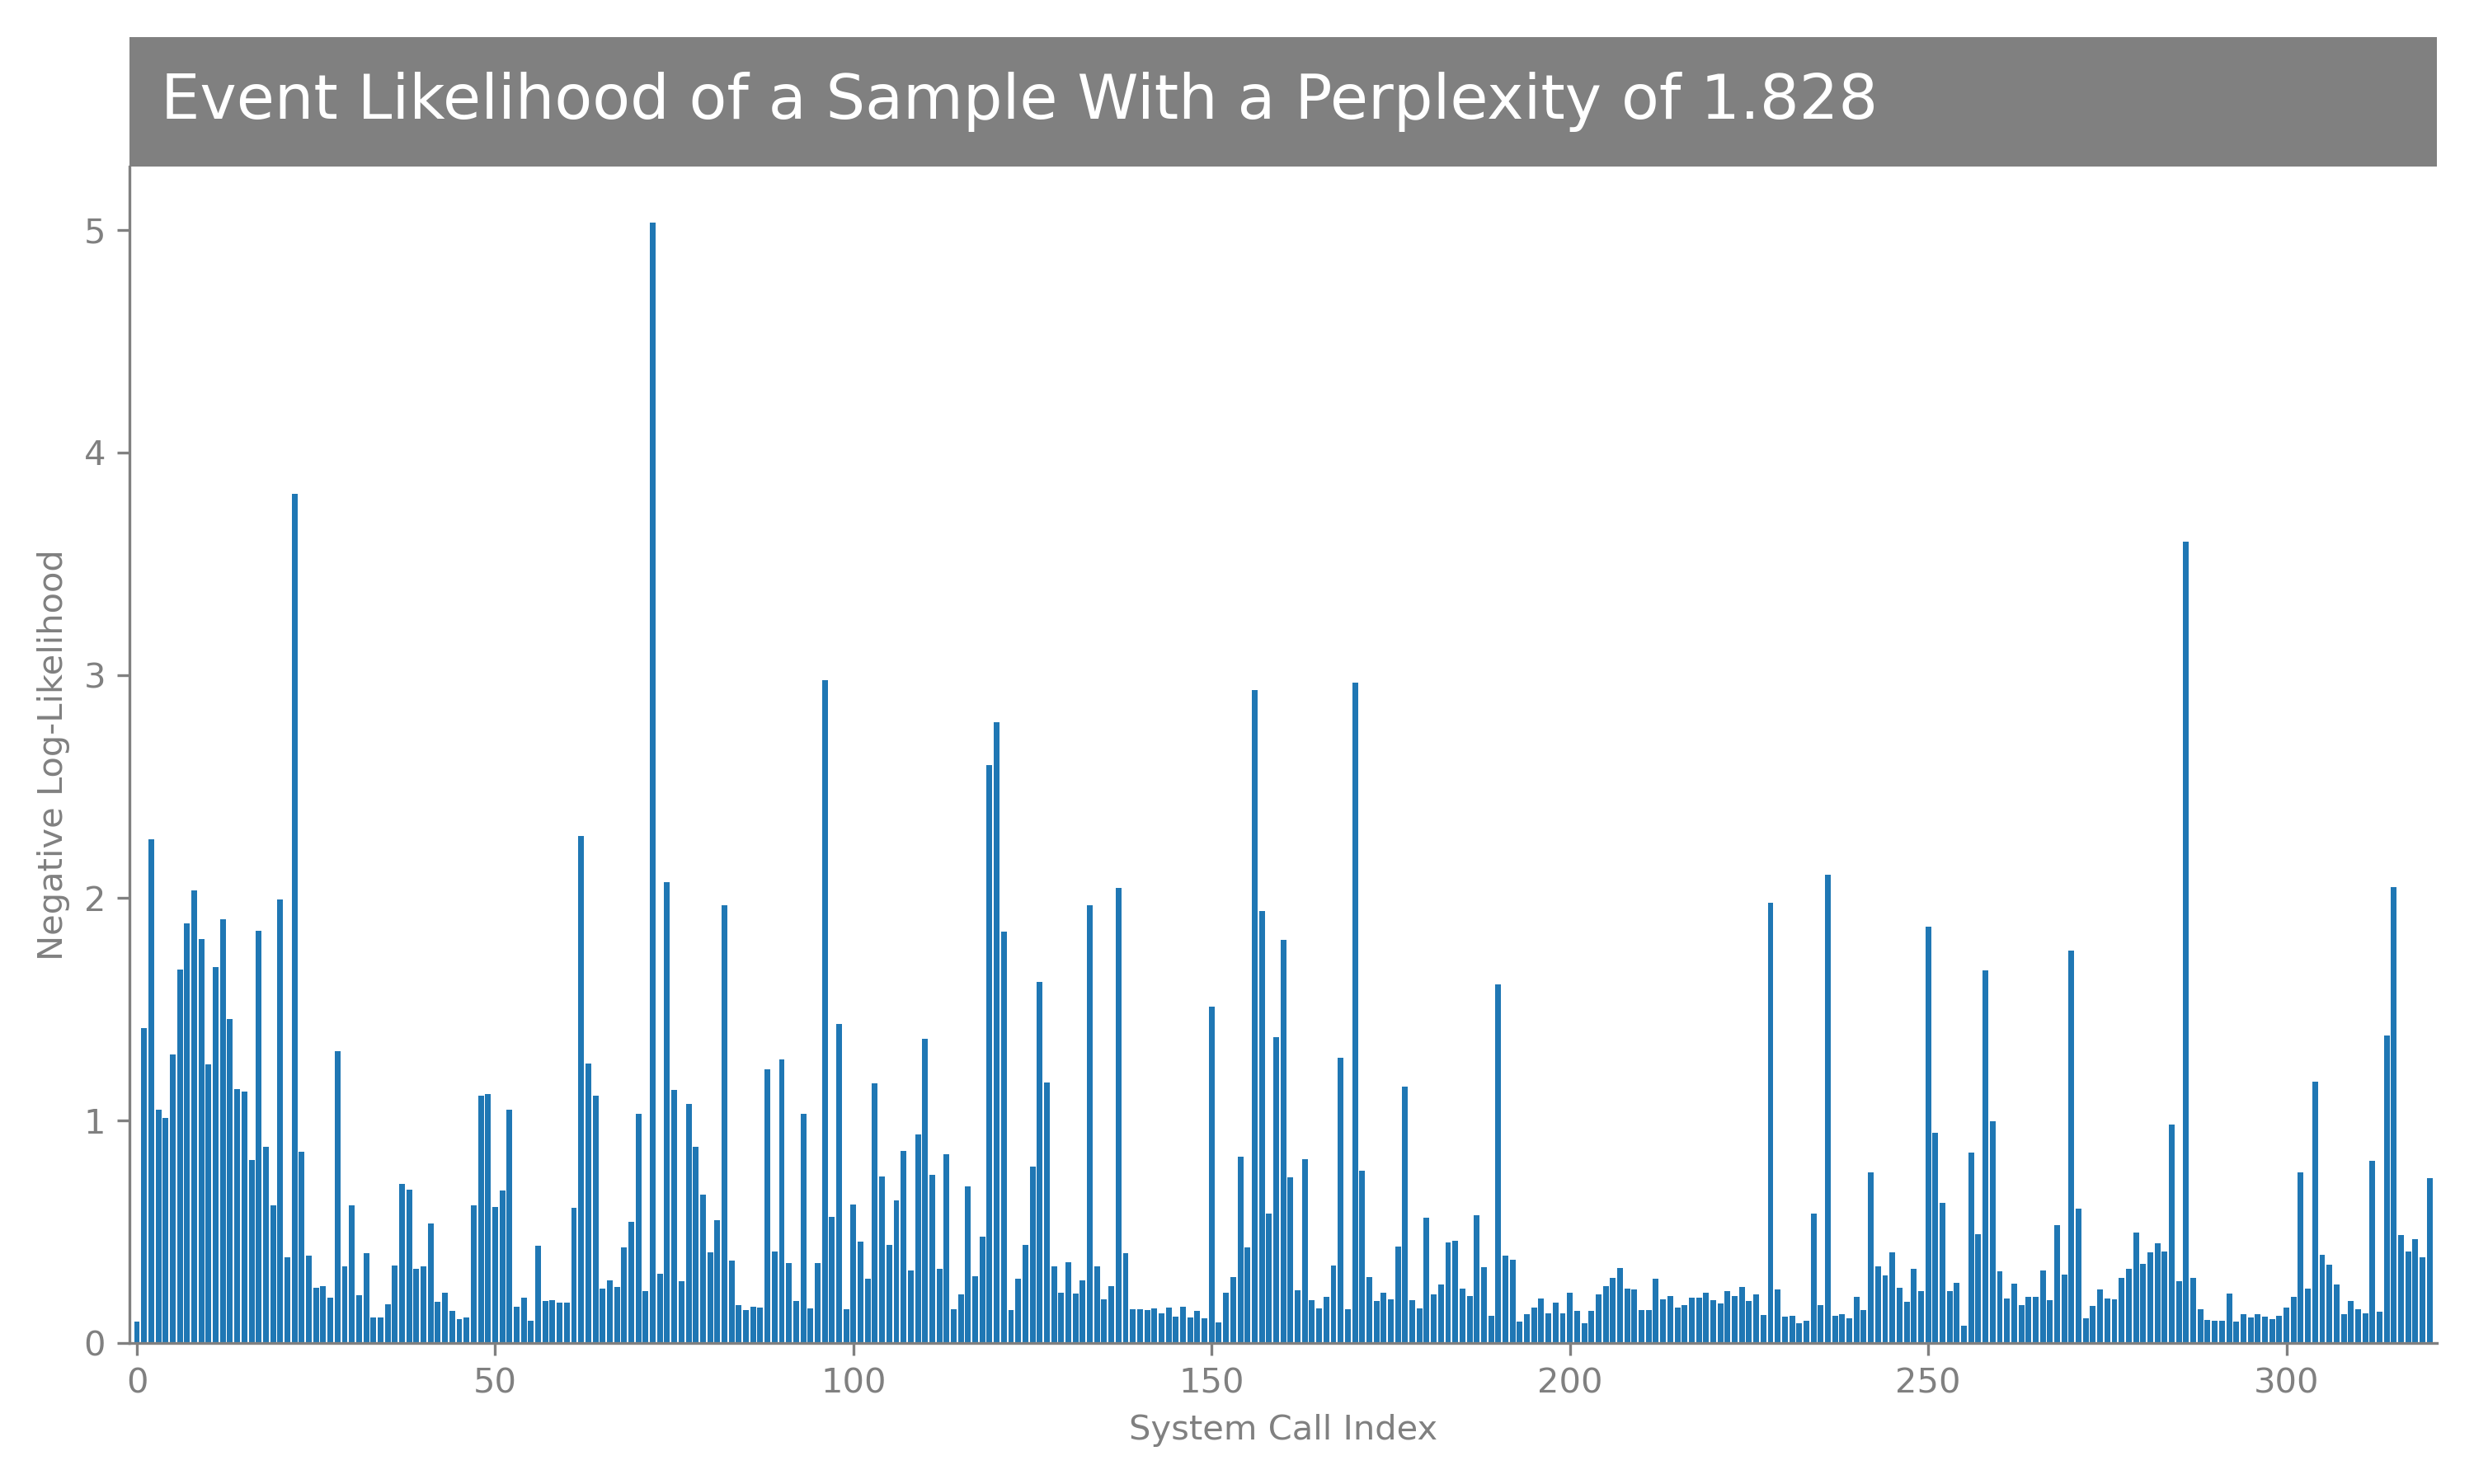 Event Likelihood of a Sample With a Perplexity of 1.828
5
4
3
2
1
0
Negative Log-Likelihood
0 50 100 150 200 250 300
System Call Index